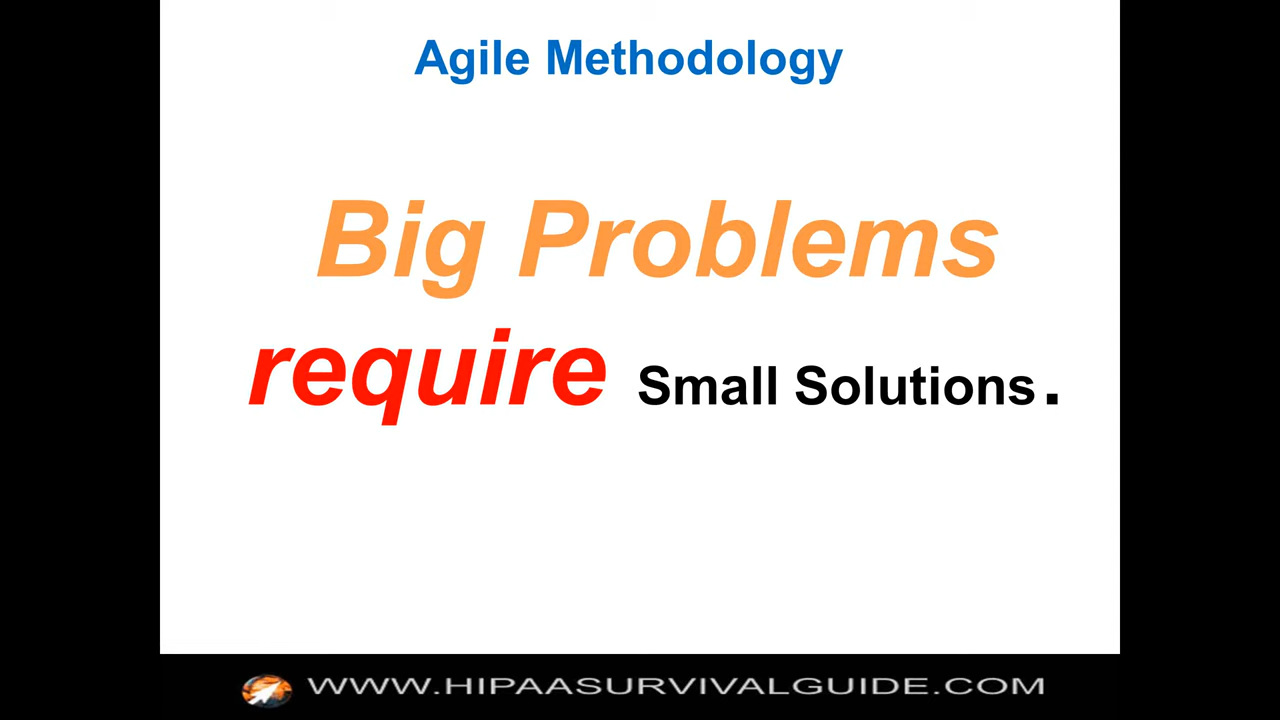 Agile Methodology
Big Problems
require Small Solutions.
WWW.HIPAASURVIVALGUIDE.COM